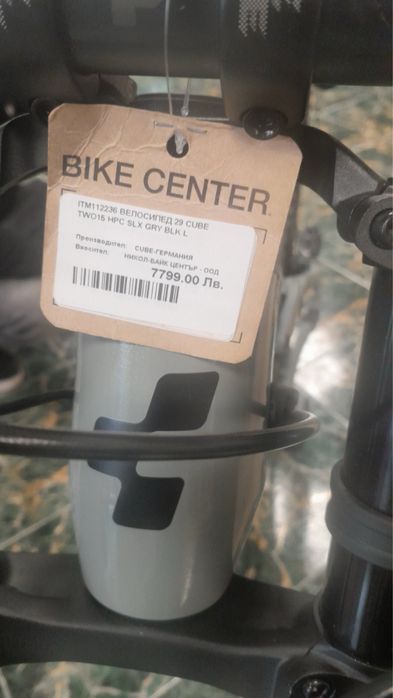 BIKE CENTER
ITM112236 ВЕЛОСИПЕД 29 CUBE
TWO15 HPC SLX GRY BLK L
Производител: CUBE-ГЕРМАНИЯ
Вносител: НИКОЛ-БАЙК ЦЕНТЪР - ООД
7799.00 Лв.